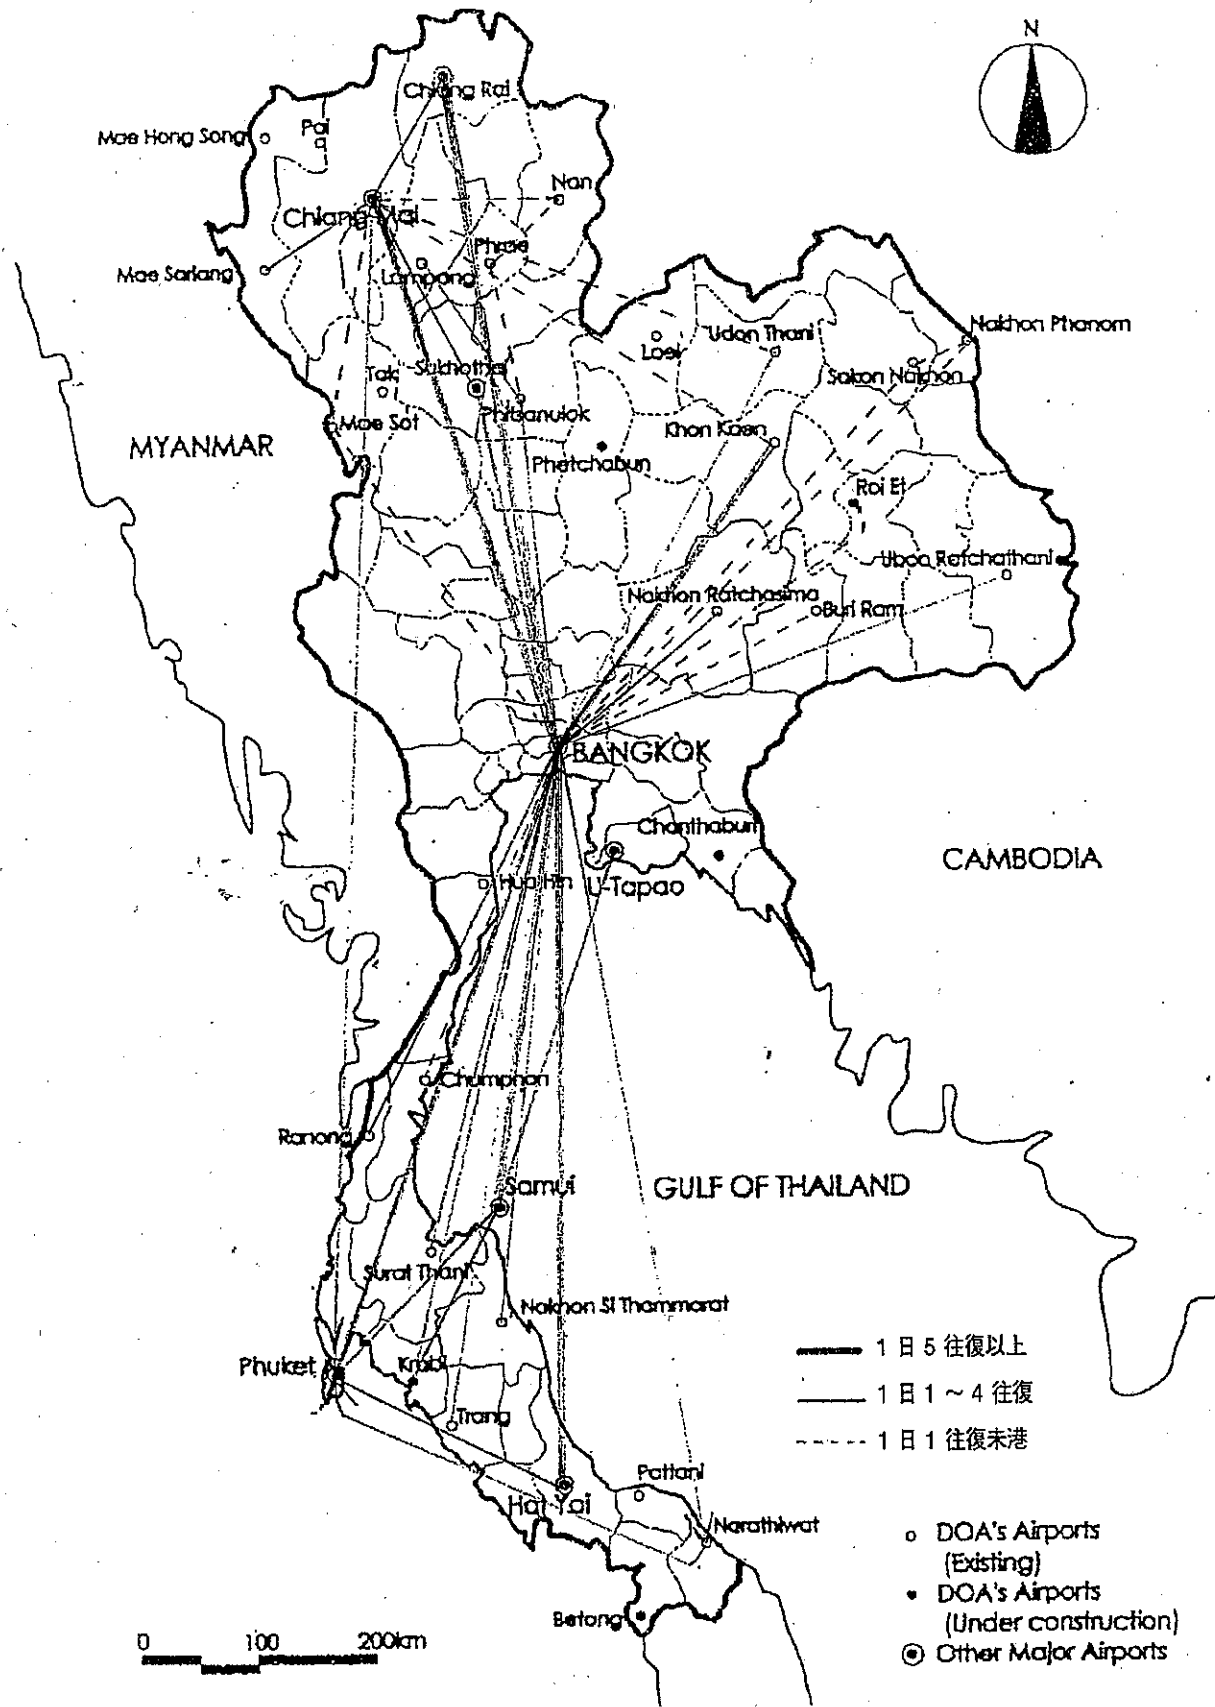 N
Chiang Rai
Mae Hong Song
Pai
Nan
Chiang Mai
Phrae
Mae Sariang
Lampang
Nakhon Phanom
Udon Thani
Loei
Sakon Nakhon
Tak
Sukhothai
Phitsanulok
Mae Sot
Khon Kaen
MYANMAR
Phetchabun
Roi Et
Ubon Ratchathani
Nakhon Ratchasima
Buri Ram
BANGKOK
Chanthaburi
CAMBODIA
Hua Hin
U-Tapao
Chumphon
Ranong
Samui
GULF OF THAILAND
Surat Thani
Nakhon Si Thammarat
1日5往復以上
Phuket
Krabi
1日1~4往復
Trang
1日1往復未港
Pattani
Hat Yai
Narathiwat
DOA's Airports
(Existing)
DOA's Airports
(Under construction)
Betong
Other Major Airports
0 100 200km